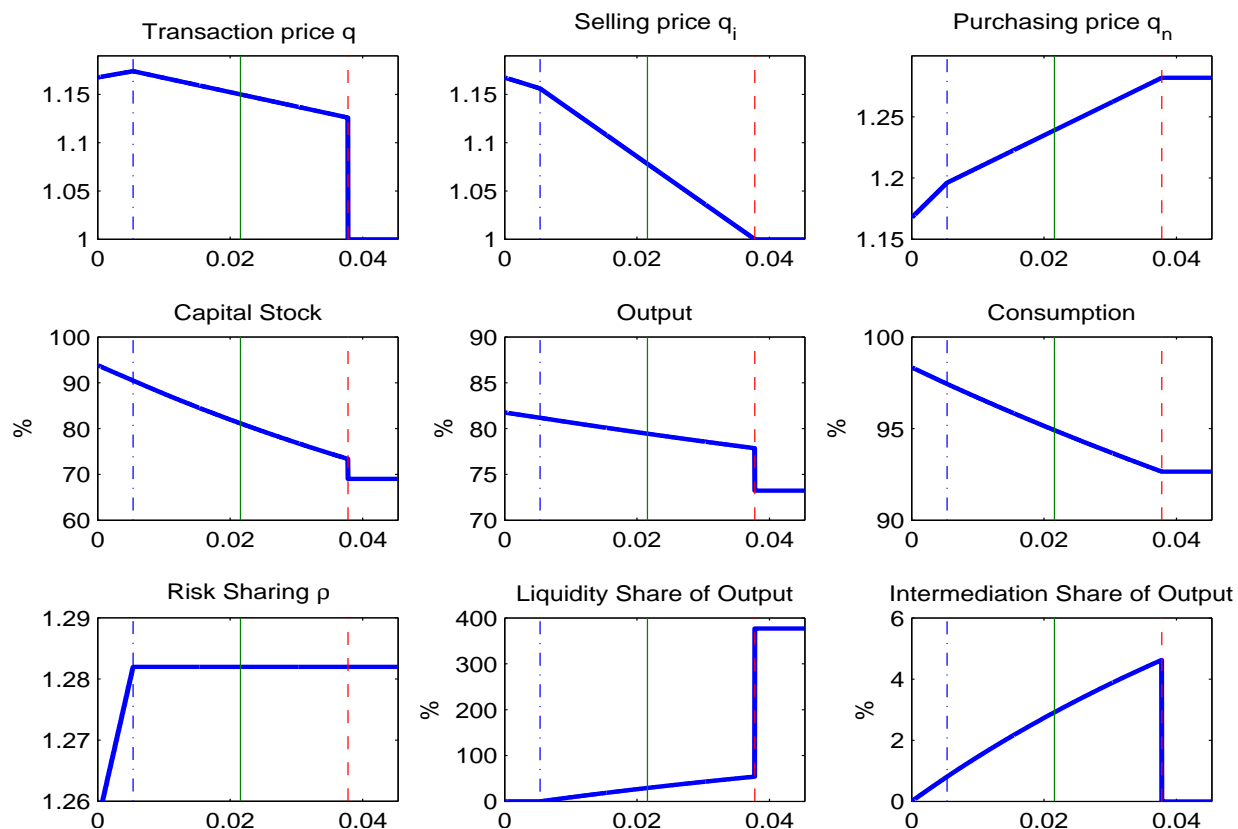 Transaction price q
1.15
1.1
1.05
1
0 0.02 0.04
Selling price q_i
1.15
1.1
1.05
1
0 0.02 0.04
Purchasing price q_n
1.25
1.2
1.15
0 0.02 0.04
Capital Stock
%
100
90
80
70
60
0 0.02 0.04
Output
90
85
80
75
70
0 0.02 0.04
Consumption
%
100
95
90
0 0.02 0.04
Risk Sharing ρ
1.29
1.28
1.27
1.26
0 0.02 0.04
Liquidity Share of Output
%
400
300
200
100
0
0 0.02 0.04
Intermediation Share of Output
%
6
4
2
0
0 0.02 0.04